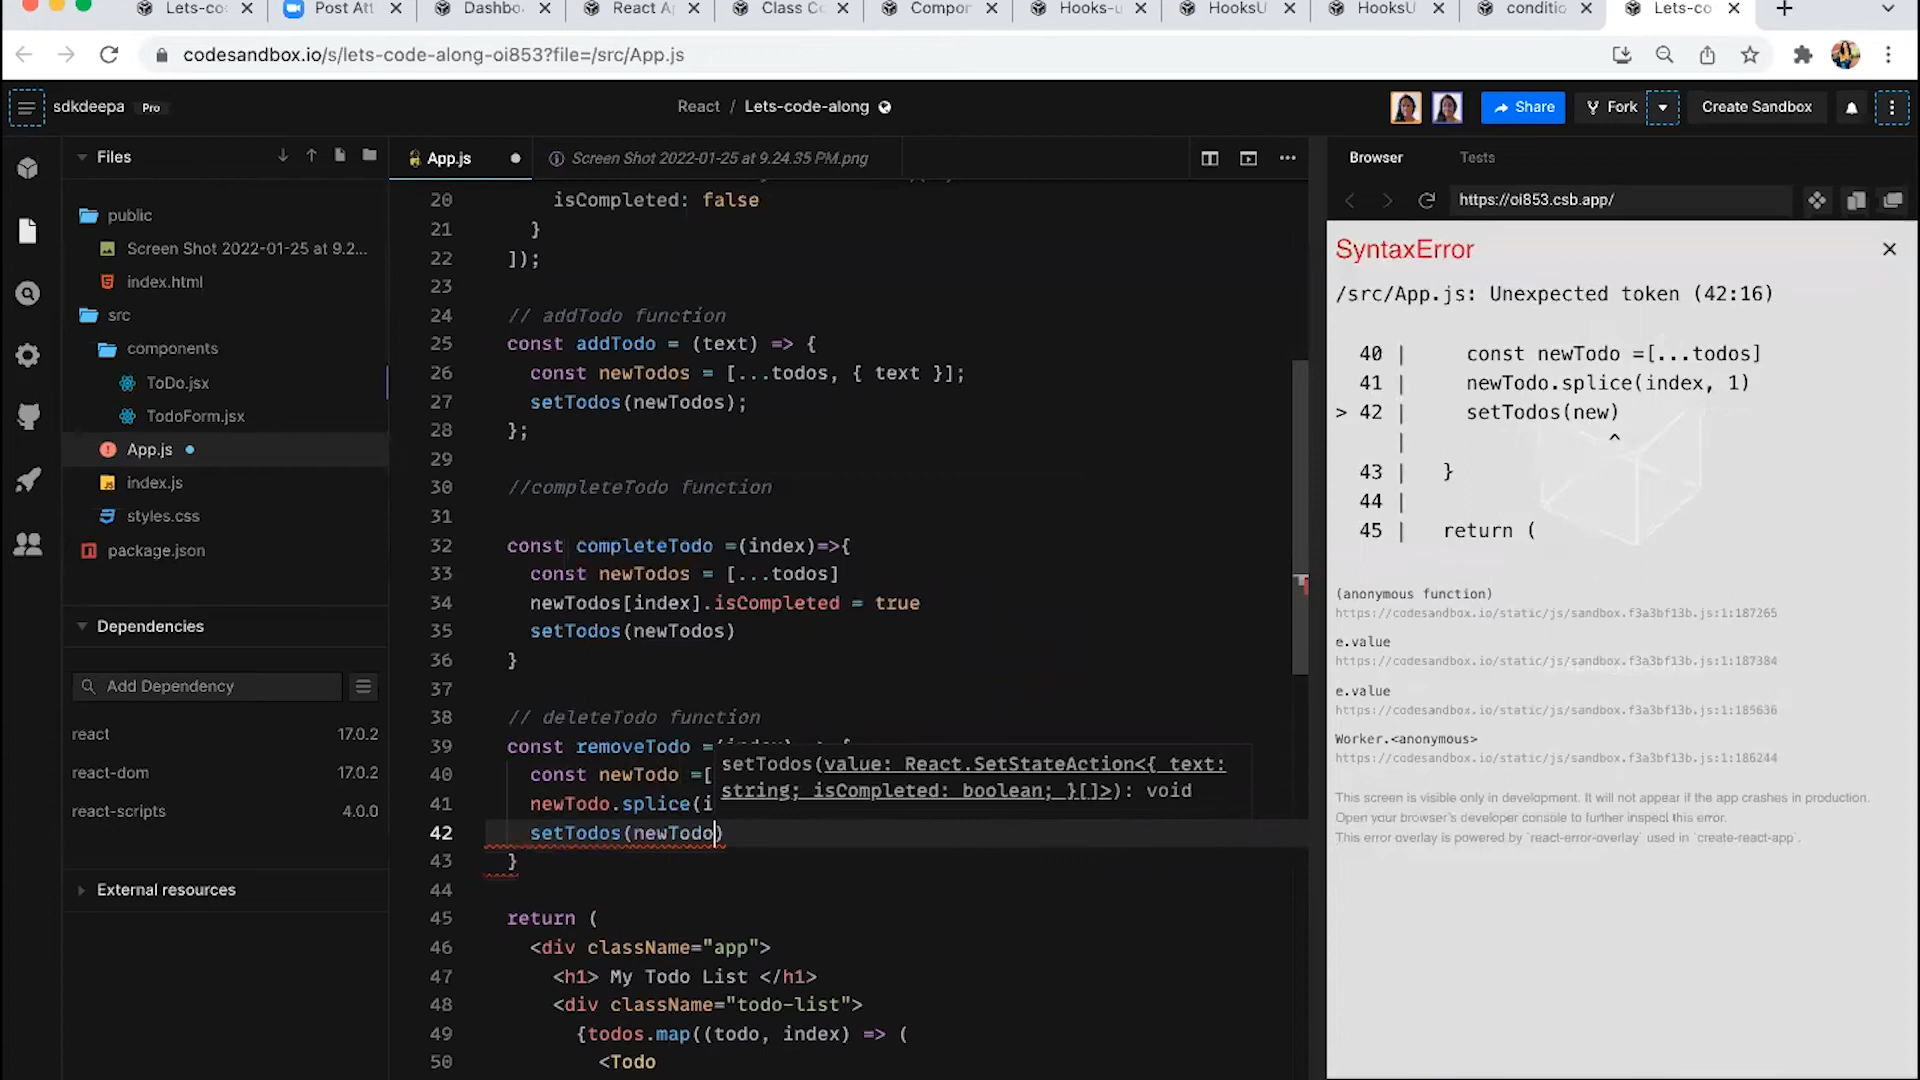 Lets-co
Post Att
Dashbo
React A
Class Co
Compor
Hooks-u
HooksU
HooksU
conditio
Lets-co
codesandbox.io/s/lets-code-along-oi853?file=/src/App.js
sdkdeepa Pro
React / Lets-code-along
Share
Fork
Create Sandbox
Files
public
Screen Shot 2022-01-25 at 9.2...
index.html
src
components
ToDo.jsx
TodoForm.jsx
App.js
index.js
styles.css
package.json
Dependencies
Add Dependency
react 17.0.2
react-dom 17.0.2
react-scripts 4.0.0
External resources
App.js
Screen Shot 2022-01-25 at 9.24.35 PM.png
20 isCompleted: false
21 }
22 ]);
23
24 // addTodo function
25 const addTodo = (text) => {
26 const newTodos = [...todos, { text }];
27 setTodos(newTodos);
28 };
29
30 //completeTodo function
31
32 const completeTodo =(index)=>{
33 const newTodos = [...todos]
34 newTodos[index].isCompleted = true
35 setTodos(newTodos)
36 }
37
38 // deleteTodo function
39 const removeTodo =(index) => {
40 const newTodo =[
41 newTodo.splice(i
42 setTodos(newTodo)
43 }
44
45 return (
46 <div className="app">
47 <h1> My Todo List </h1>
48 <div className="todo-list">
49 {todos.map((todo, index) => (
50 <Todo
setTodos(value: React.SetStateAction<{ text:
string; isCompleted: boolean; }[]>): void
Browser
Tests
https://oi853.csb.app/
SyntaxError
/src/App.js: Unexpected token (42:16)
40 | const newTodo =[...todos]
41 | newTodo.splice(index, 1)
> 42 | setTodos(new)
| ^
43 | }
44 |
45 | return (
(anonymous function)
https://codesandbox.io/static/js/sandbox.f3a3bf13b.js:1:187265
e.value
https://codesandbox.io/static/js/sandbox.f3a3bf13b.js:1:187384
e.value
https://codesandbox.io/static/js/sandbox.f3a3bf13b.js:1:185636
Worker.<anonymous>
https://codesandbox.io/static/js/sandbox.f3a3bf13b.js:1:186244
This screen is visible only in development. It will not appear if the app crashes in production.
Open your browser's developer console to further inspect this error.
This error overlay is powered by `react-error-overlay` used in `create-react-app`.